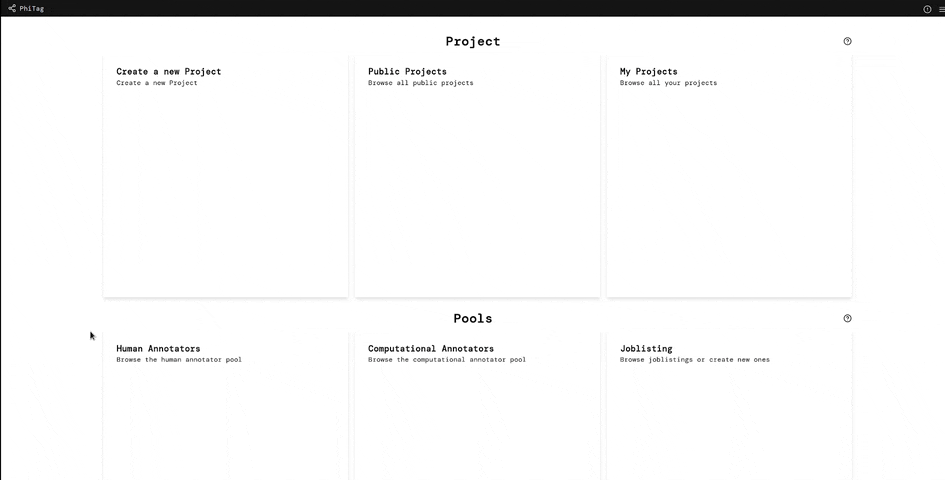 PhiTag
Project
Create a new Project
Create a new Project
Public Projects
Browse all public projects
My Projects
Browse all your projects
Pools
Human Annotators
Browse the human annotator pool
Computational Annotators
Browse the computational annotator pool
Joblisting
Browse joblistings or create new ones